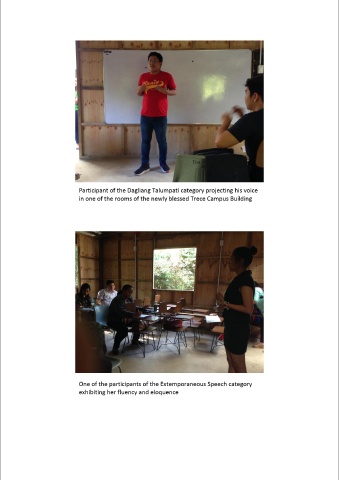 Participant of the Dagliang Talumpati category projecting his voice
in one of the rooms of the newly blessed Trece Campus Building
One of the participants of the Extemporaneous Speech category
exhibiting her fluency and eloquence